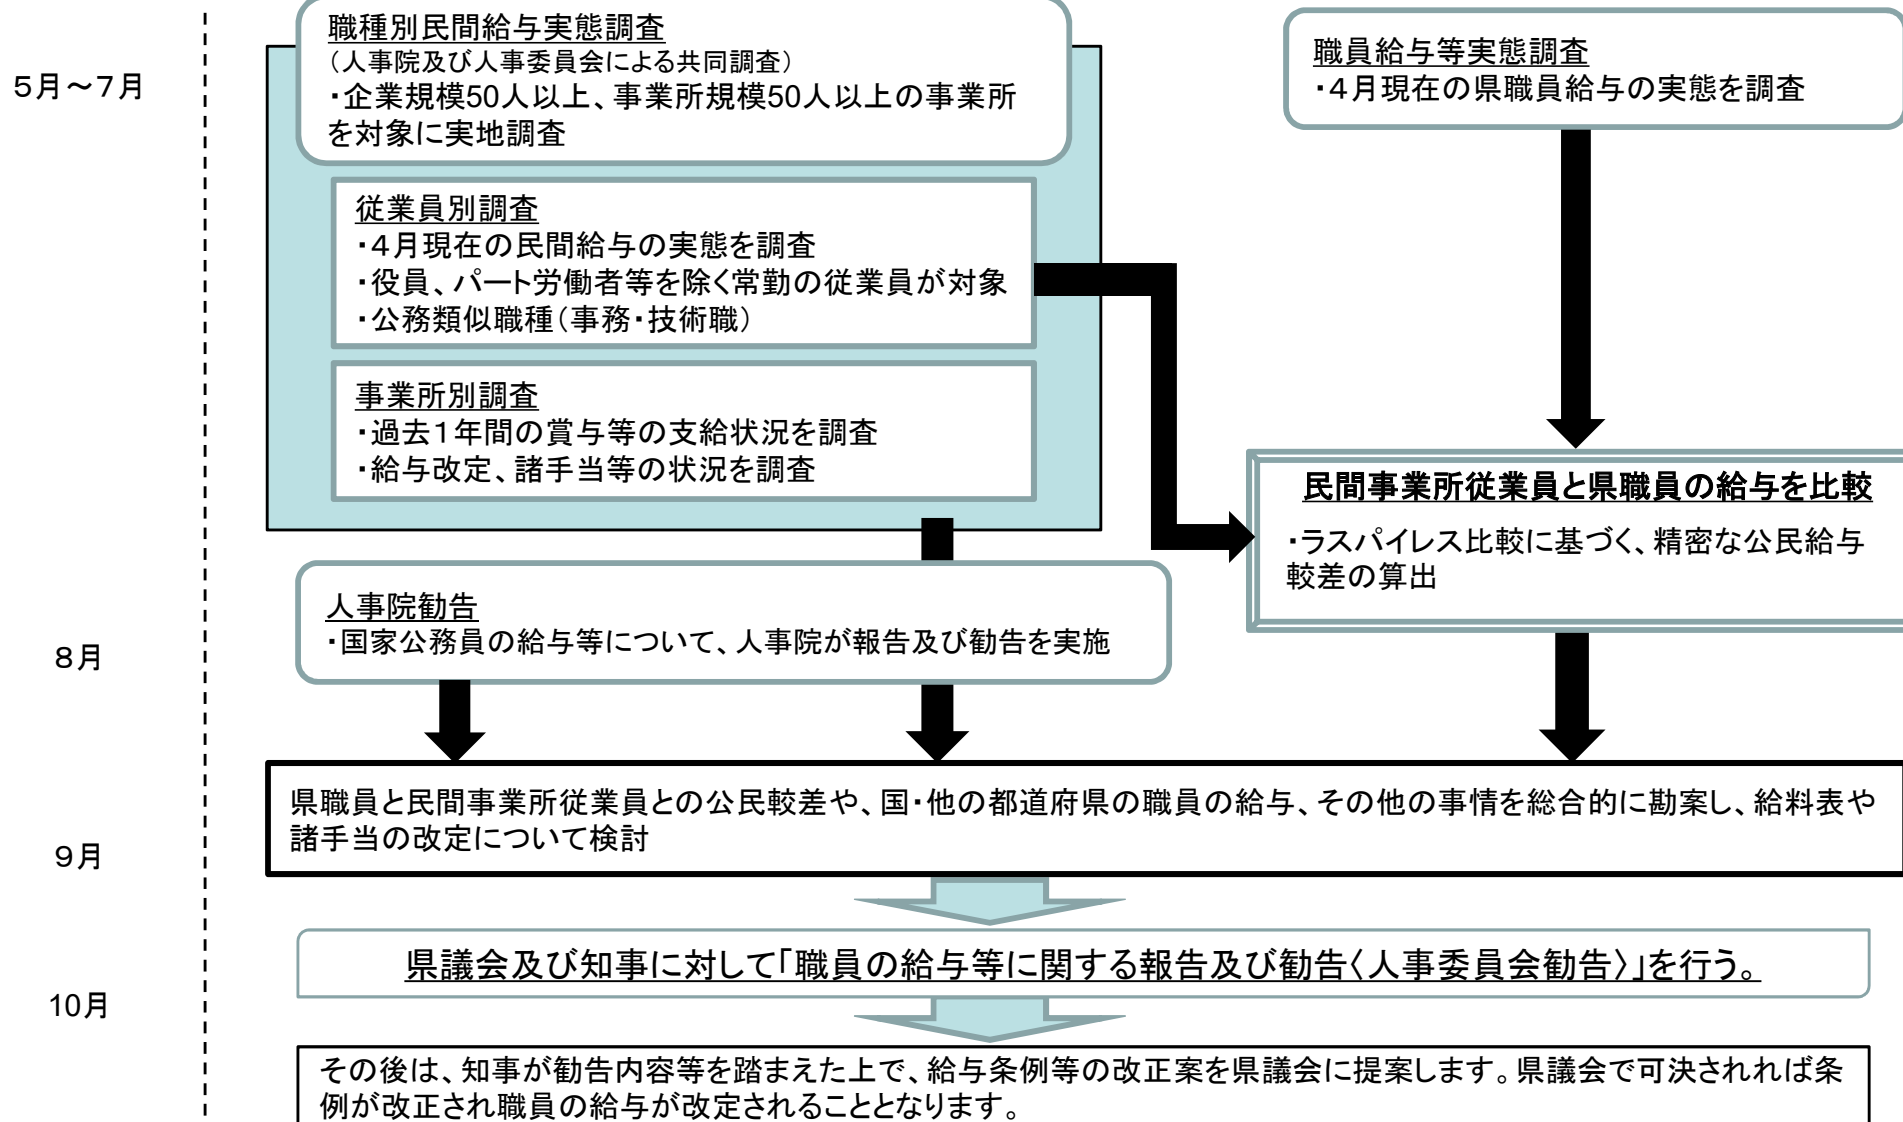 5月~7月
職種別民間給与実態調査
(人事院及び人事委員会による共同調査)
・企業規模50人以上、事業所規模50人以上の事業所
を対象に実地調査
職員給与等実態調査
・4月現在の県職員給与の実態を調査
従業員別調査
・4月現在の民間給与の実態を調査
・役員、パート労働者等を除く常勤の従業員が対象
・公務類似職種(事務・技術職)
事業所別調査
・過去1年間の賞与等の支給状況を調査
・給与改定、諸手当等の状況を調査
民間事業所従業員と県職員の給与を比較
・ラスパイレス比較に基づく、精密な公民給与
較差の算出
8月
人事院勧告
・国家公務員の給与等について、人事院が報告及び勧告を実施
9月
県職員と民間事業所従業員との公民較差や、国・他の都道府県の職員の給与、その他の事情を総合的に勘案し、給料表や
諸手当の改定について検討
10月
県議会及び知事に対して「職員の給与等に関する報告及び勧告〈人事委員会勧告〉」を行う。
その後は、知事が勧告内容等を踏まえた上で、給与条例等の改正案を県議会に提案します。県議会で可決されれば条
例が改正され職員の給与が改定されることとなります。